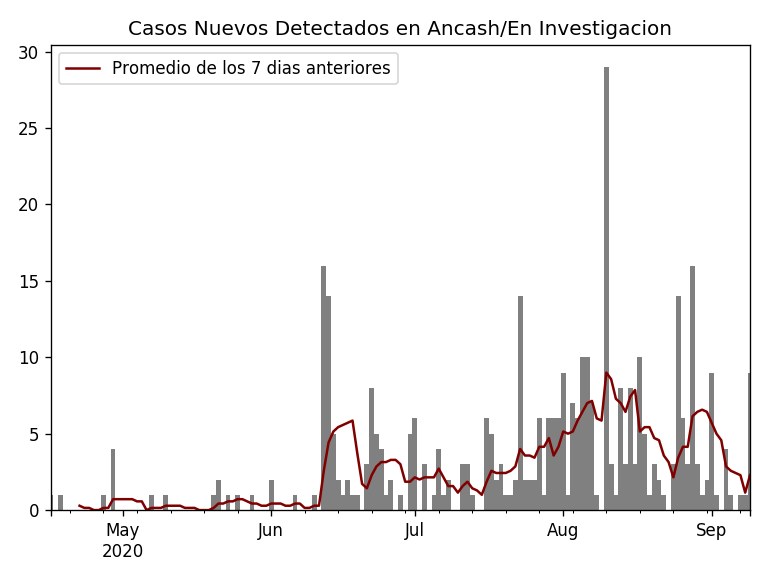 Casos Nuevos Detectados en Ancash/En Investigacion
Promedio de los 7 dias anteriores
30
25
20
15
10
5
0
May
2020
Jun
Jul
Aug
Sep